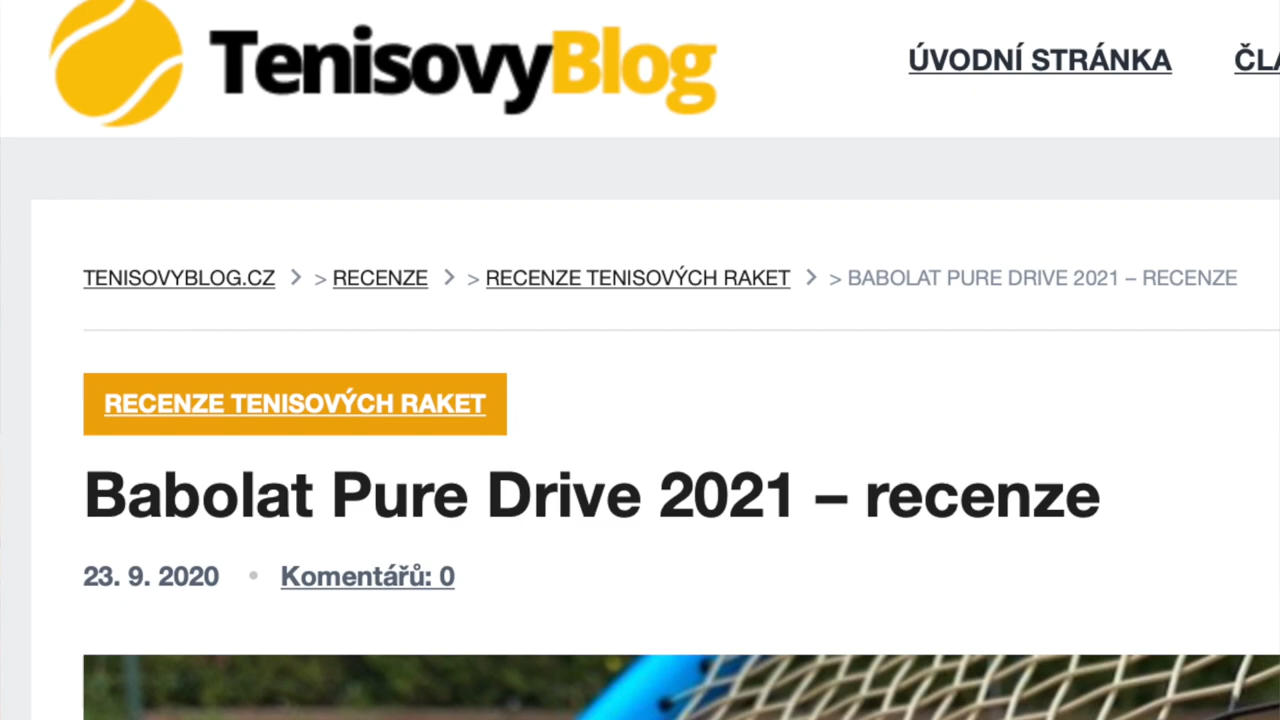 TenisovyBlog
ÚVODNÍ STRÁNKA
TENISOVYBLOG.CZ > > RECENZE > > RECENZE TENISOVÝCH RAKET > > BABOLAT PURE DRIVE 2021 – RECENZE
RECENZE TENISOVÝCH RAKET
Babolat Pure Drive 2021 – recenze
23. 9. 2020 • Komentářů: 0